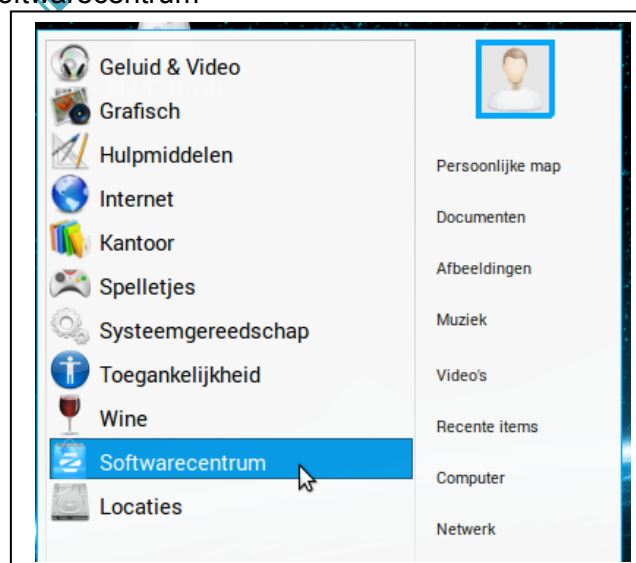 oftwarecentrum
Geluid & Video
Grafisch
Hulpmiddelen
Internet
Kantoor
Spelletjes
Systeemgereedschap
Toegankelijkheid
Wine
Softwarecentrum
Locaties
Persoonlijke map
Documenten
Afbeeldingen
Muziek
Video's
Recente items
Computer
Netwerk